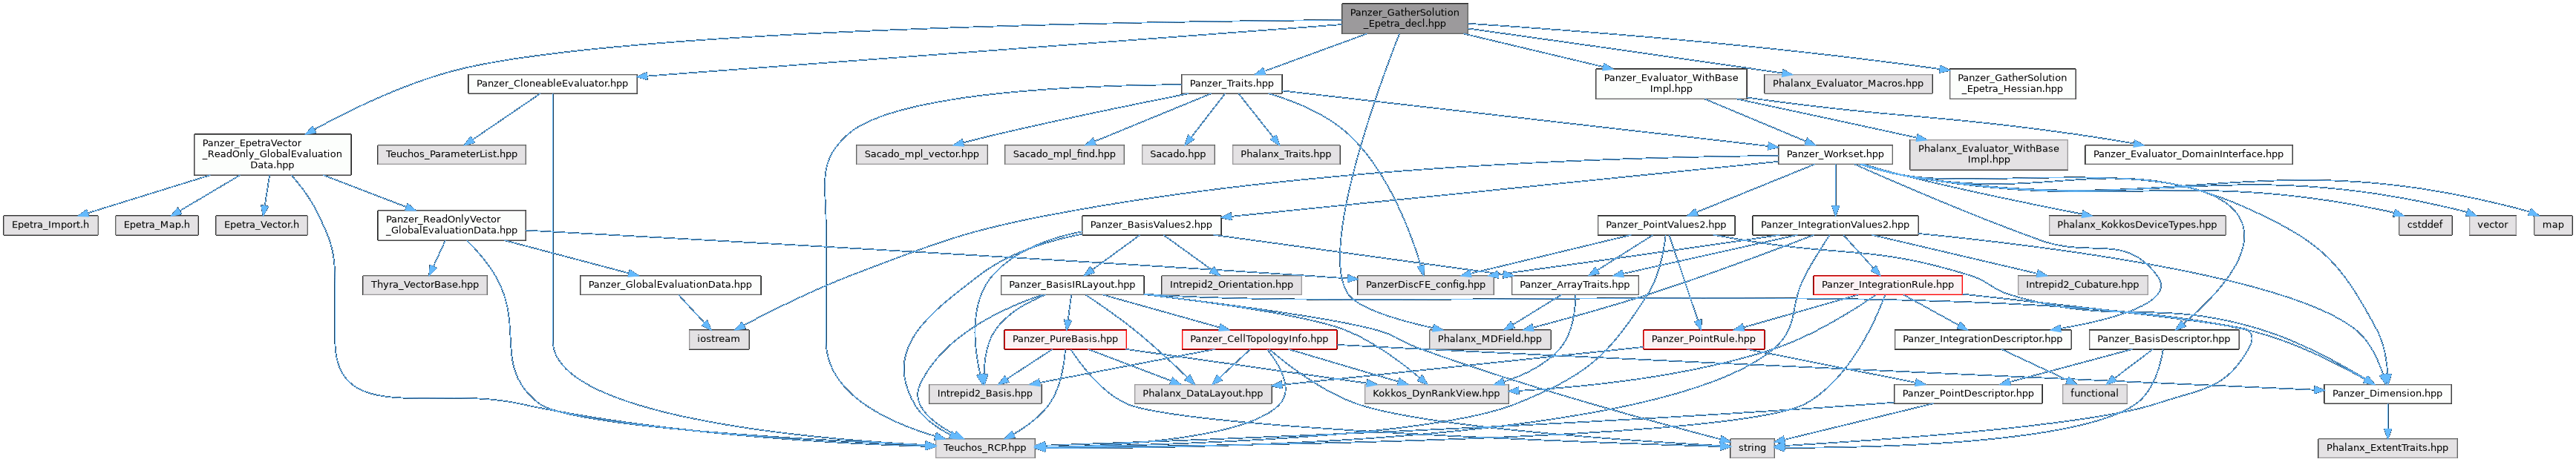 Panzer_GatherSolution
_Epetra_decl.hpp
Panzer_CloneableEvaluator.hpp
Panzer_Traits.hpp
Panzer_Evaluator_WithBase
Impl.hpp
Phalanx_Evaluator_Macros.hpp
Panzer_GatherSolution
_Epetra_Hessian.hpp
Panzer_EpetraVector
_ReadOnly_GlobalEvaluation
Data.hpp
Teuchos_ParameterList.hpp
Sacado_mpl_vector.hpp
Sacado_mpl_find.hpp
Sacado.hpp
Phalanx_Traits.hpp
Panzer_Workset.hpp
Phalanx_Evaluator_WithBase
Impl.hpp
Panzer_Evaluator_DomainInterface.hpp
Epetra_Import.h
Epetra_Map.h
Epetra_Vector.h
Panzer_ReadOnlyVector
_GlobalEvaluationData.hpp
Panzer_BasisValues2.hpp
Panzer_PointValues2.hpp
Panzer_IntegrationValues2.hpp
Phalanx_KokkosDeviceTypes.hpp
cstddef
vector
map
Thyra_VectorBase.hpp
Panzer_GlobalEvaluationData.hpp
Panzer_BasisIRLayout.hpp
Intrepid2_Orientation.hpp
PanzerDiscFE_config.hpp
Panzer_ArrayTraits.hpp
Panzer_IntegrationRule.hpp
Intrepid2_Cubature.hpp
iostream
Panzer_PureBasis.hpp
Panzer_CellTopologyInfo.hpp
Phalanx_MDField.hpp
Panzer_PointRule.hpp
Panzer_IntegrationDescriptor.hpp
Panzer_BasisDescriptor.hpp
Intrepid2_Basis.hpp
Phalanx_DataLayout.hpp
Kokkos_DynRankView.hpp
Panzer_PointDescriptor.hpp
functional
Panzer_Dimension.hpp
Teuchos_RCP.hpp
string
Phalanx_ExtentTraits.hpp